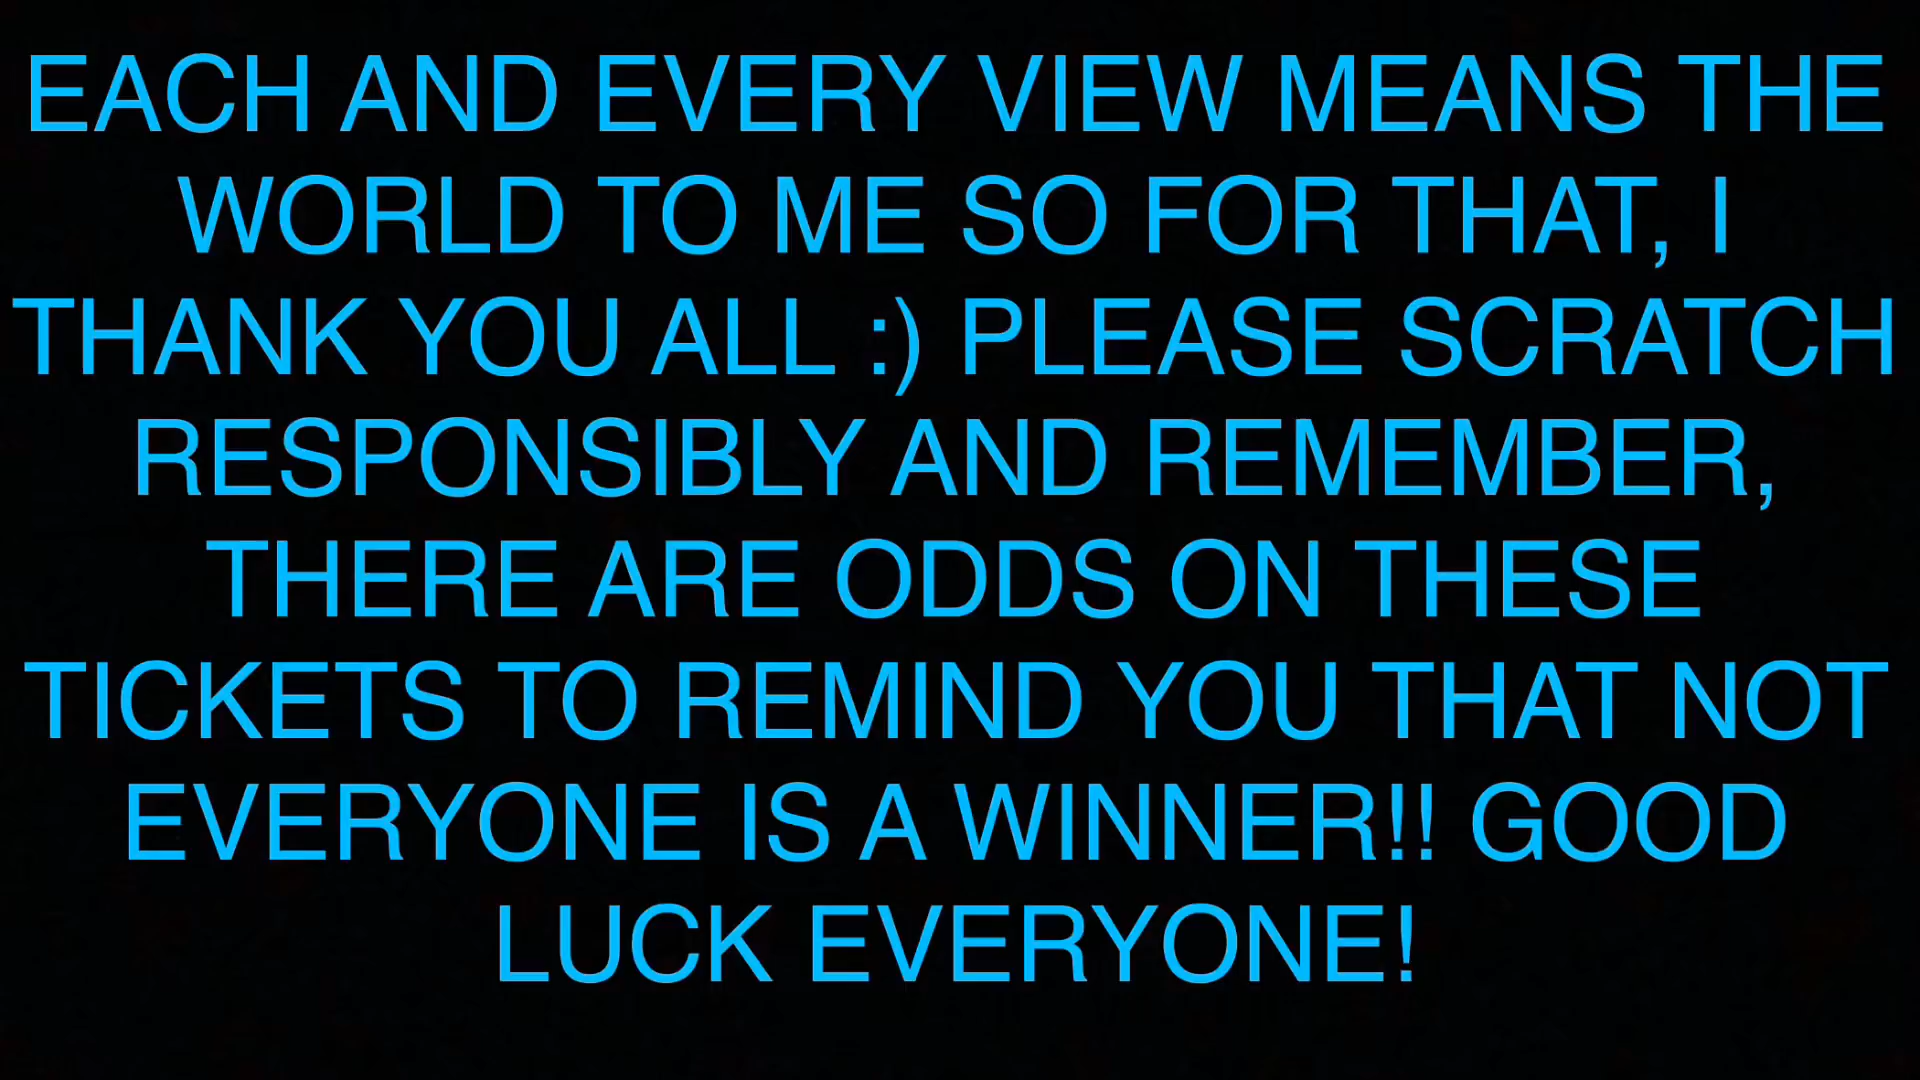 EACH AND EVERY VIEW MEANS THE
WORLD TO ME SO FOR THAT, I
THANK YOU ALL :) PLEASE SCRATCH
RESPONSIBLY AND REMEMBER,
THERE ARE ODDS ON THESE
TICKETS TO REMIND YOU THAT NOT
EVERYONE IS A WINNER!! GOOD
LUCK EVERYONE!